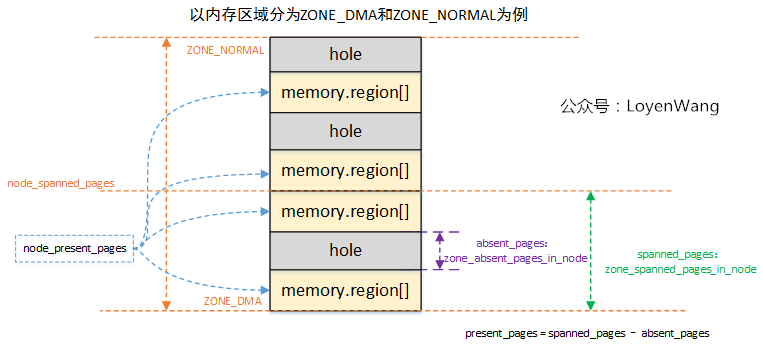 以内存区域分为ZONE_DMA和ZONE_NORMAL为例
ZONE_NORMAL
hole
memory.region[]
公众号：LoyenWang
hole
memory.region[]
node_spanned_pages
memory.region[]
node_present_pages
hole
absent_pages：
zone_absent_pages_in_node
spanned_pages：
zone_spanned_pages_in_node
memory.region[]
ZONE_DMA
present_pages = spanned_pages - absent_pages